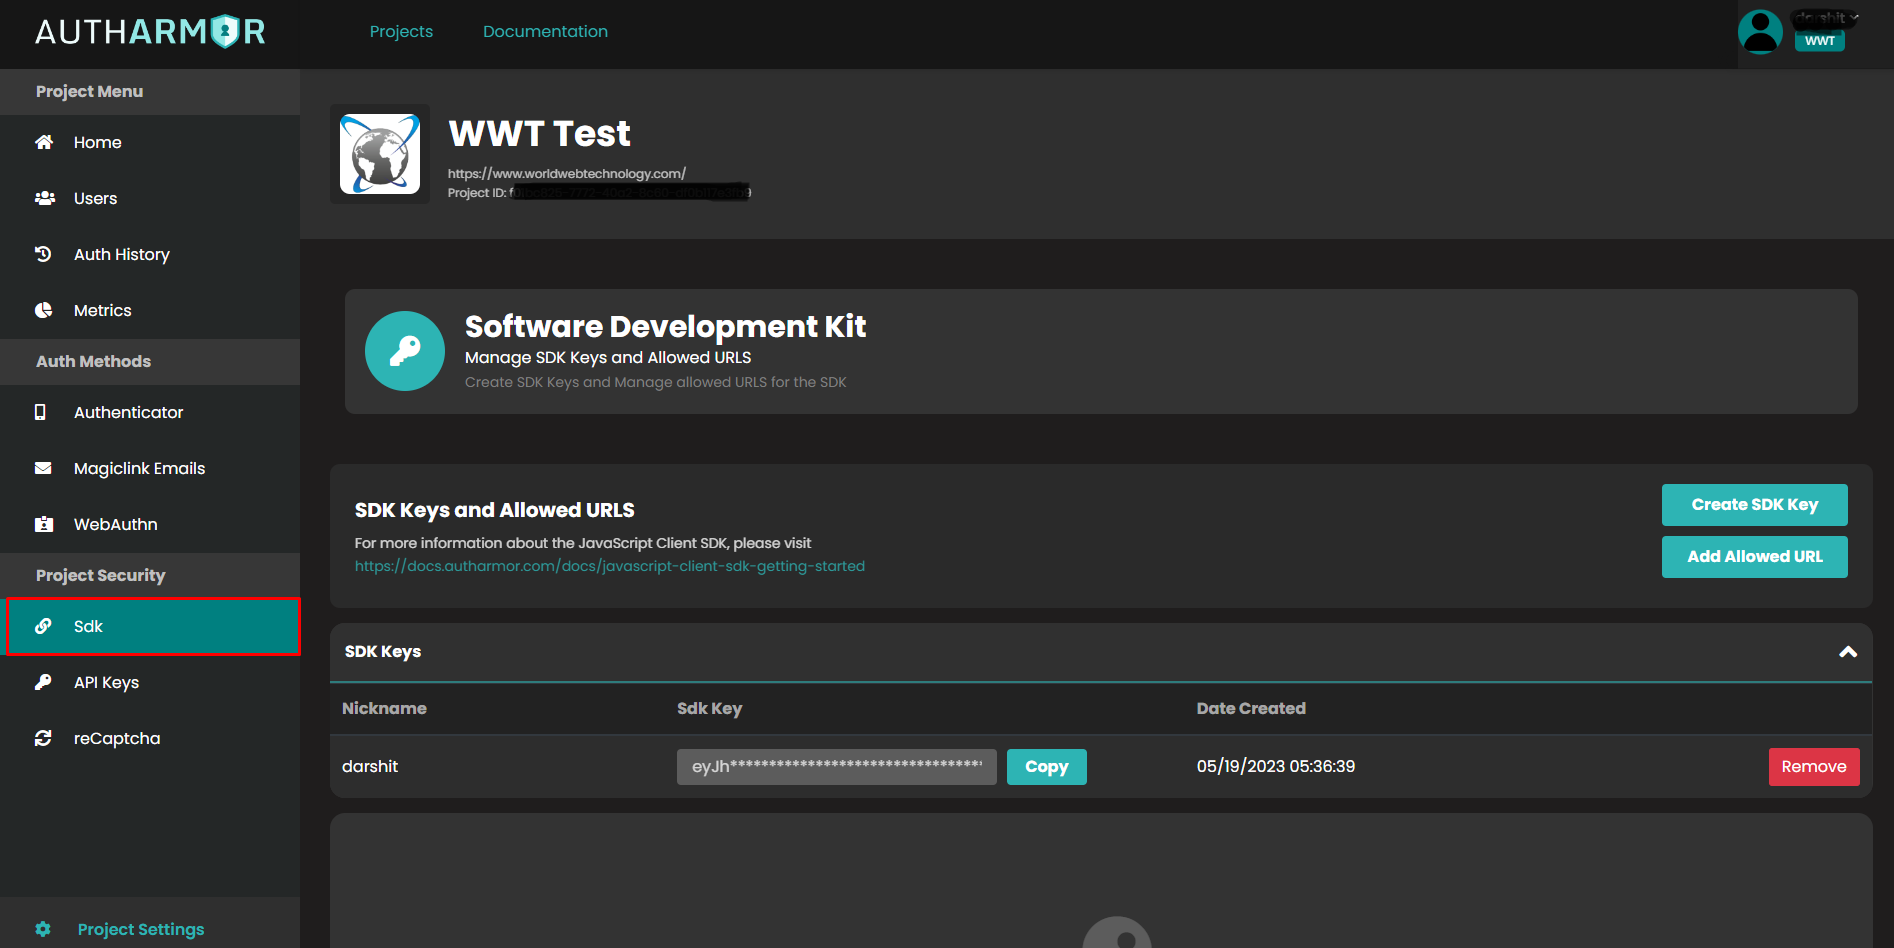 AUTHARMOR
Projects
Documentation
darshit
WWT
Project Menu
Home
Users
Auth History
Metrics
Auth Methods
Authenticator
Magiclink Emails
WebAuthn
Project Security
Sdk
API Keys
reCaptcha
Project Settings
WWT Test
https://www.worldwebtechnology.com/
Project ID:
Software Development Kit
Manage SDK Keys and Allowed URLS
Create SDK Keys and Manage allowed URLS for the SDK
SDK Keys and Allowed URLS
For more information about the JavaScript Client SDK, please visit
https://docs.autharmor.com/docs/javascript-client-sdk-getting-started
Create SDK Key
Add Allowed URL
SDK Keys
Nickname Sdk Key Date Created
darshit eyJh********************************* Copy 05/19/2023 05:36:39 Remove